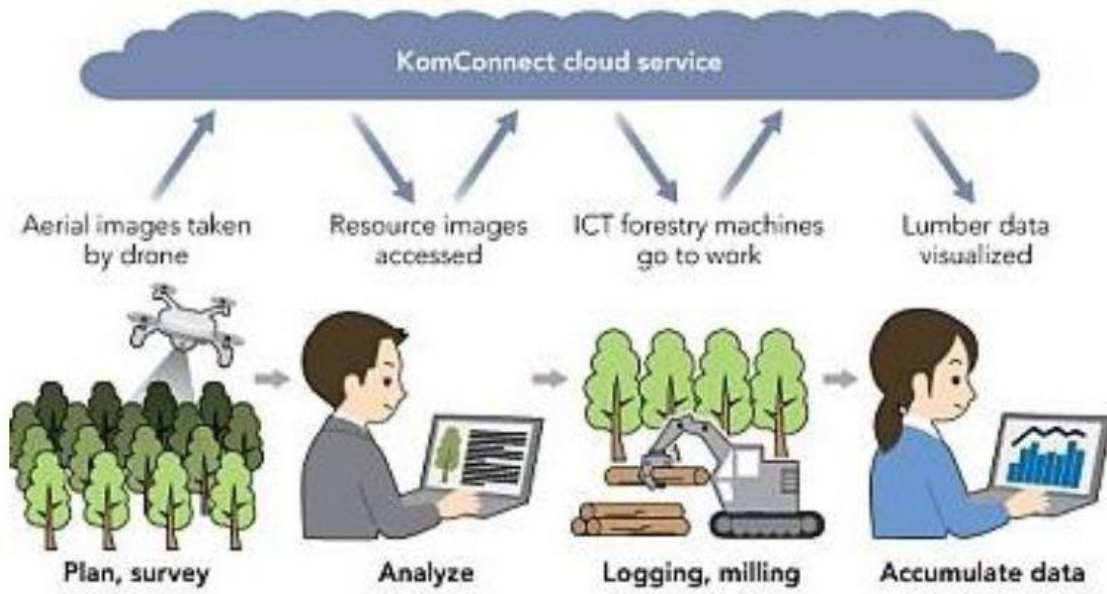 KomConnect cloud service
Aerial images taken
by drone
Resource images
accessed
ICT forestry machines
go to work
Lumber data
visualized
Plan, survey
Analyze
Logging, milling
Accumulate data